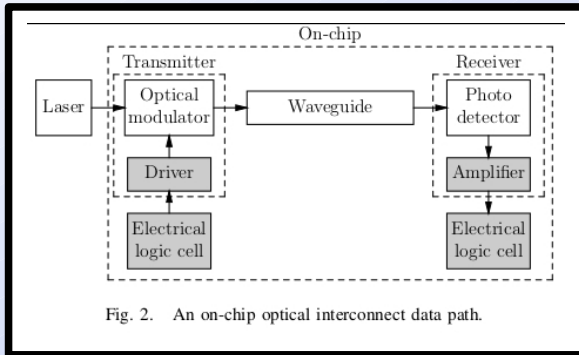 On-chip
Transmitter
Receiver
Laser
Optical
modulator
Waveguide
Photo
detector
Driver
Amplifier
Electrical
logic cell
Electrical
logic cell
Fig. 2. An on-chip optical interconnect data path.